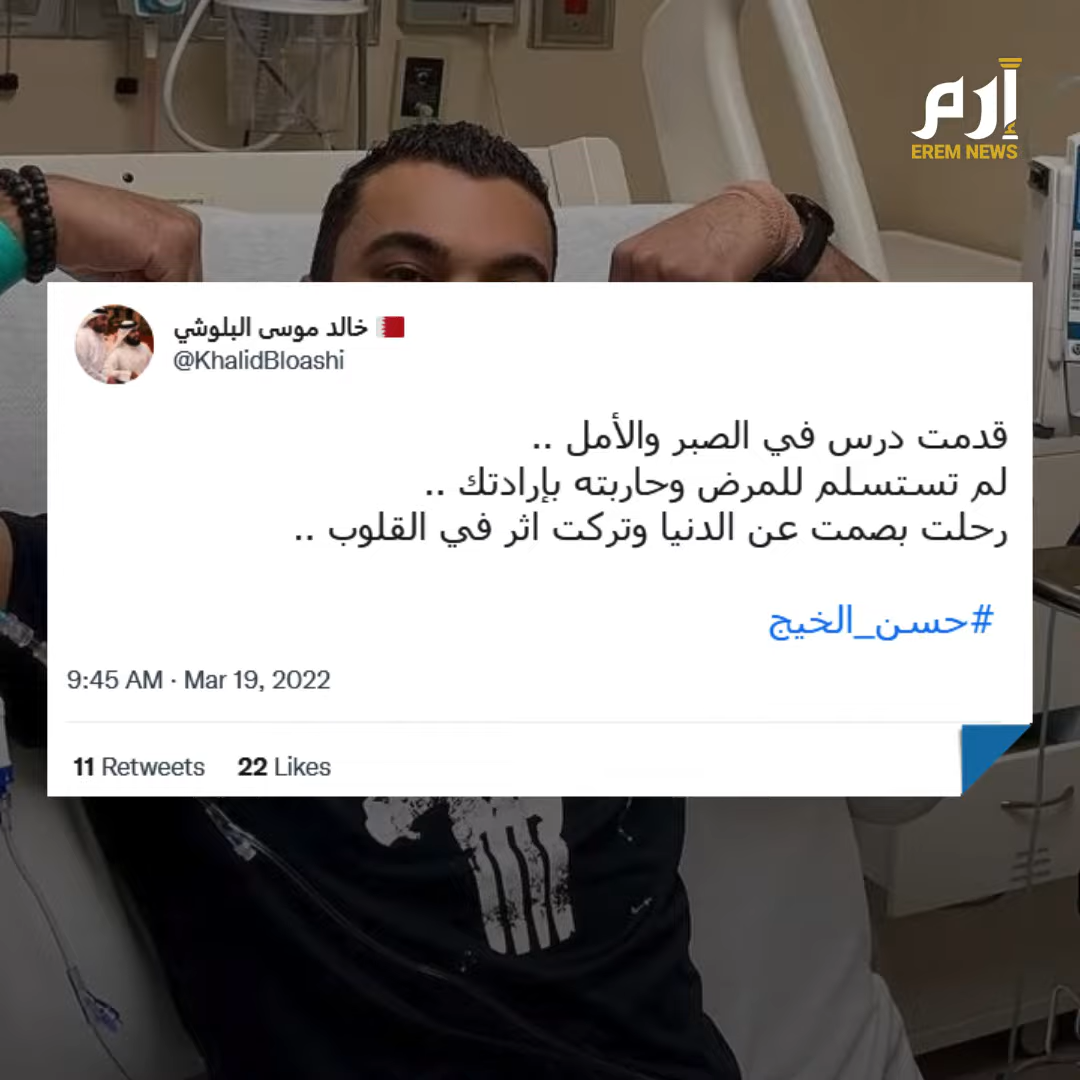 إرم
EREM NEWS
خالد موسى البلوشي
@KhalidBloashi
قدمت درس في الصبر والأمل ..
لم تستسلم للمرض وحاربته بإرادتك ..
رحلت بصمت عن الدنيا وتركت اثر في القلوب ..
#حسن_الخيج
9:45 AM · Mar 19, 2022
11 Retweets 22 Likes